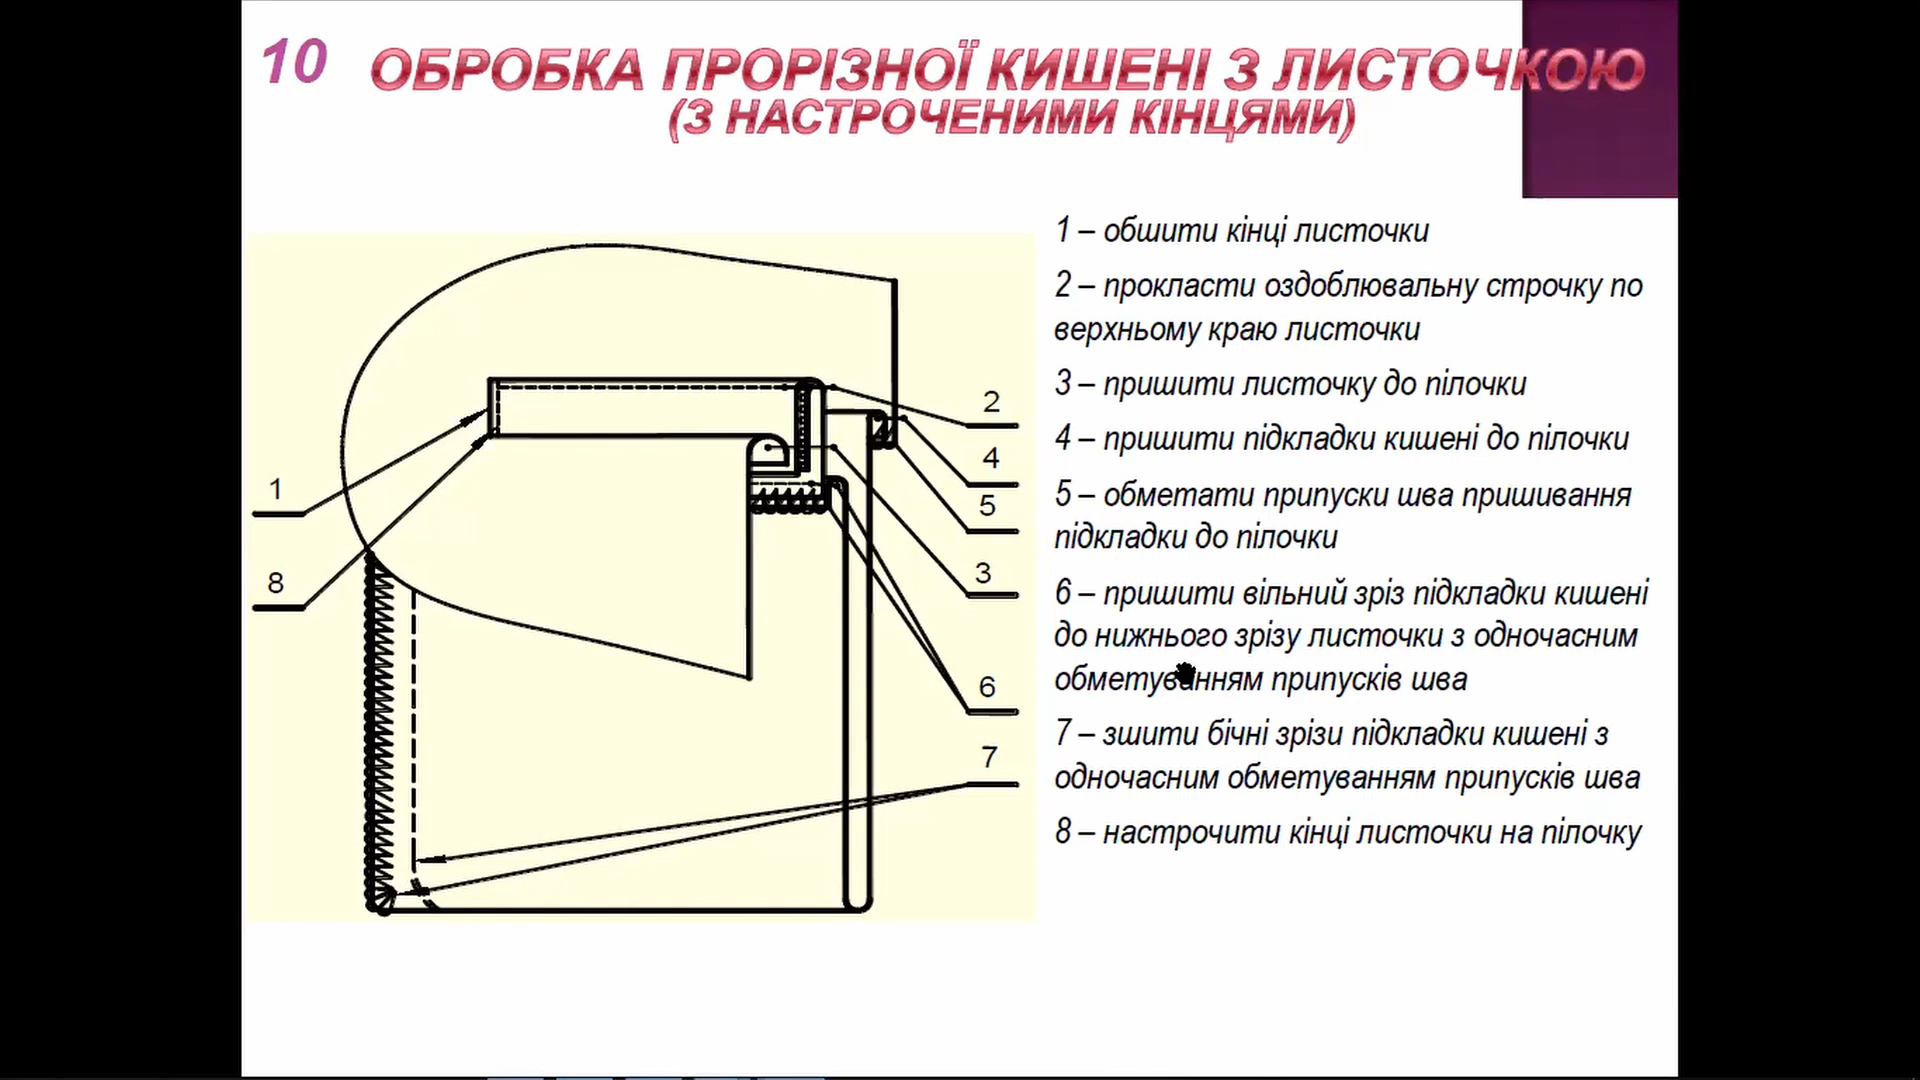 10
ОБРОБКА ПРОРІЗНОЇ КИШЕНІ З ЛИСТОЧКОЮ
(З НАСТРОЧЕНИМИ КІНЦЯМИ)
1 – обшити кінці листочки
2 – прокласти оздоблювальну строчку по
верхньому краю листочки
3 – пришити листочку до пілочки
4 – пришити підкладки кишені до пілочки
5 – обметати припуски шва пришивання
підкладки до пілочки
6 – пришити вільний зріз підкладки кишені
до нижнього зрізу листочки з одночасним
обметуванням припусків шва
7 – зшити бічні зрізи підкладки кишені з
одночасним обметуванням припусків шва
8 – настрочити кінці листочки на пілочку
1
8
2
4
5
3
6
7